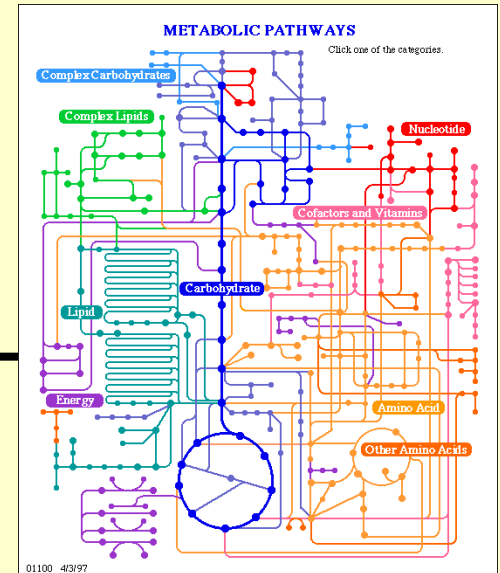 METABOLIC PATHWAYS
Click one of the categories.
Complex Carbohydrates
Complex Lipids
Nucleotide
Cofactors and Vitamins
Carbohydrate
Lipid
Energy
Amino Acid
Other Amino Acids
01100 4/3/97